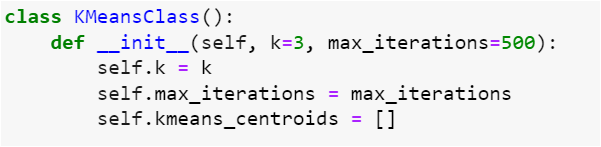 class KMeansClass():
    def __init__(self, k=3, max_iterations=500):
        self.k = k
        self.max_iterations = max_iterations
        self.kmeans_centroids = []